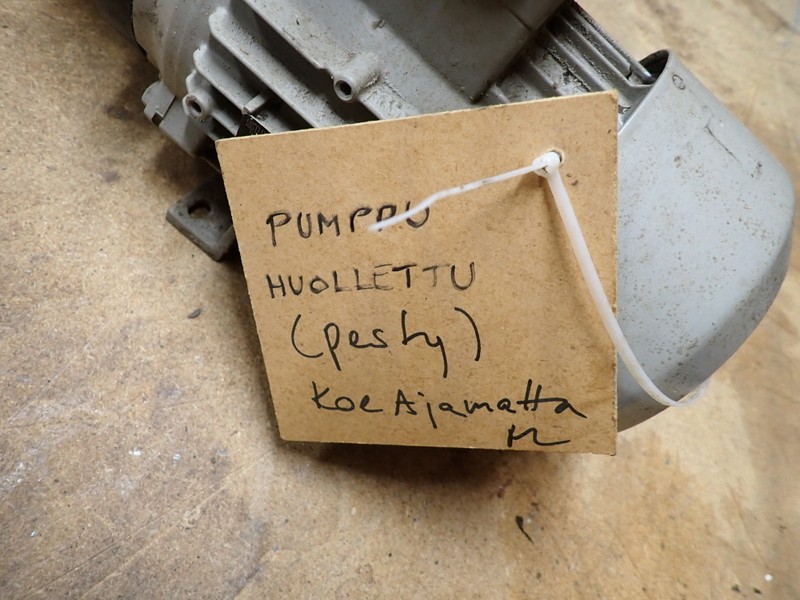 PUMPPU
HUOLLETTU
(pesty)
KoeAjamatta